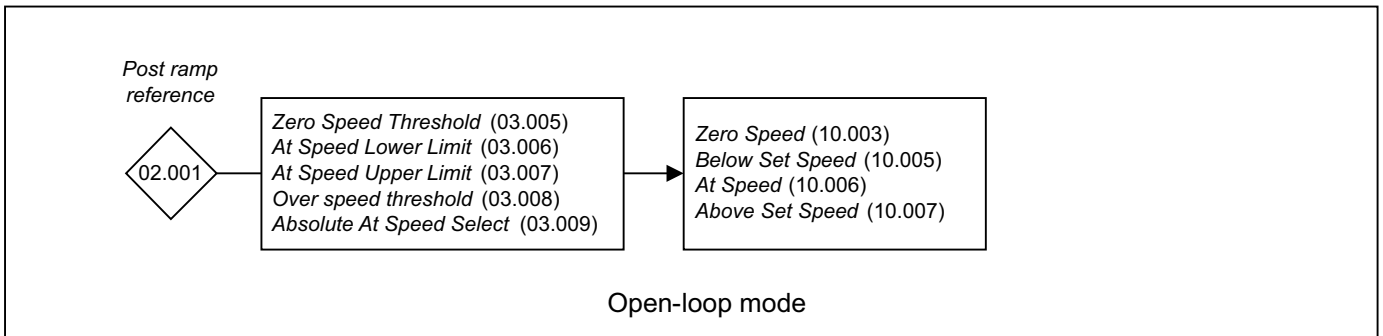 Post ramp
reference
02.001
Zero Speed Threshold (03.005)
At Speed Lower Limit (03.006)
At Speed Upper Limit (03.007)
Over speed threshold (03.008)
Absolute At Speed Select (03.009)
Zero Speed (10.003)
Below Set Speed (10.005)
At Speed (10.006)
Above Set Speed (10.007)
Open-loop mode